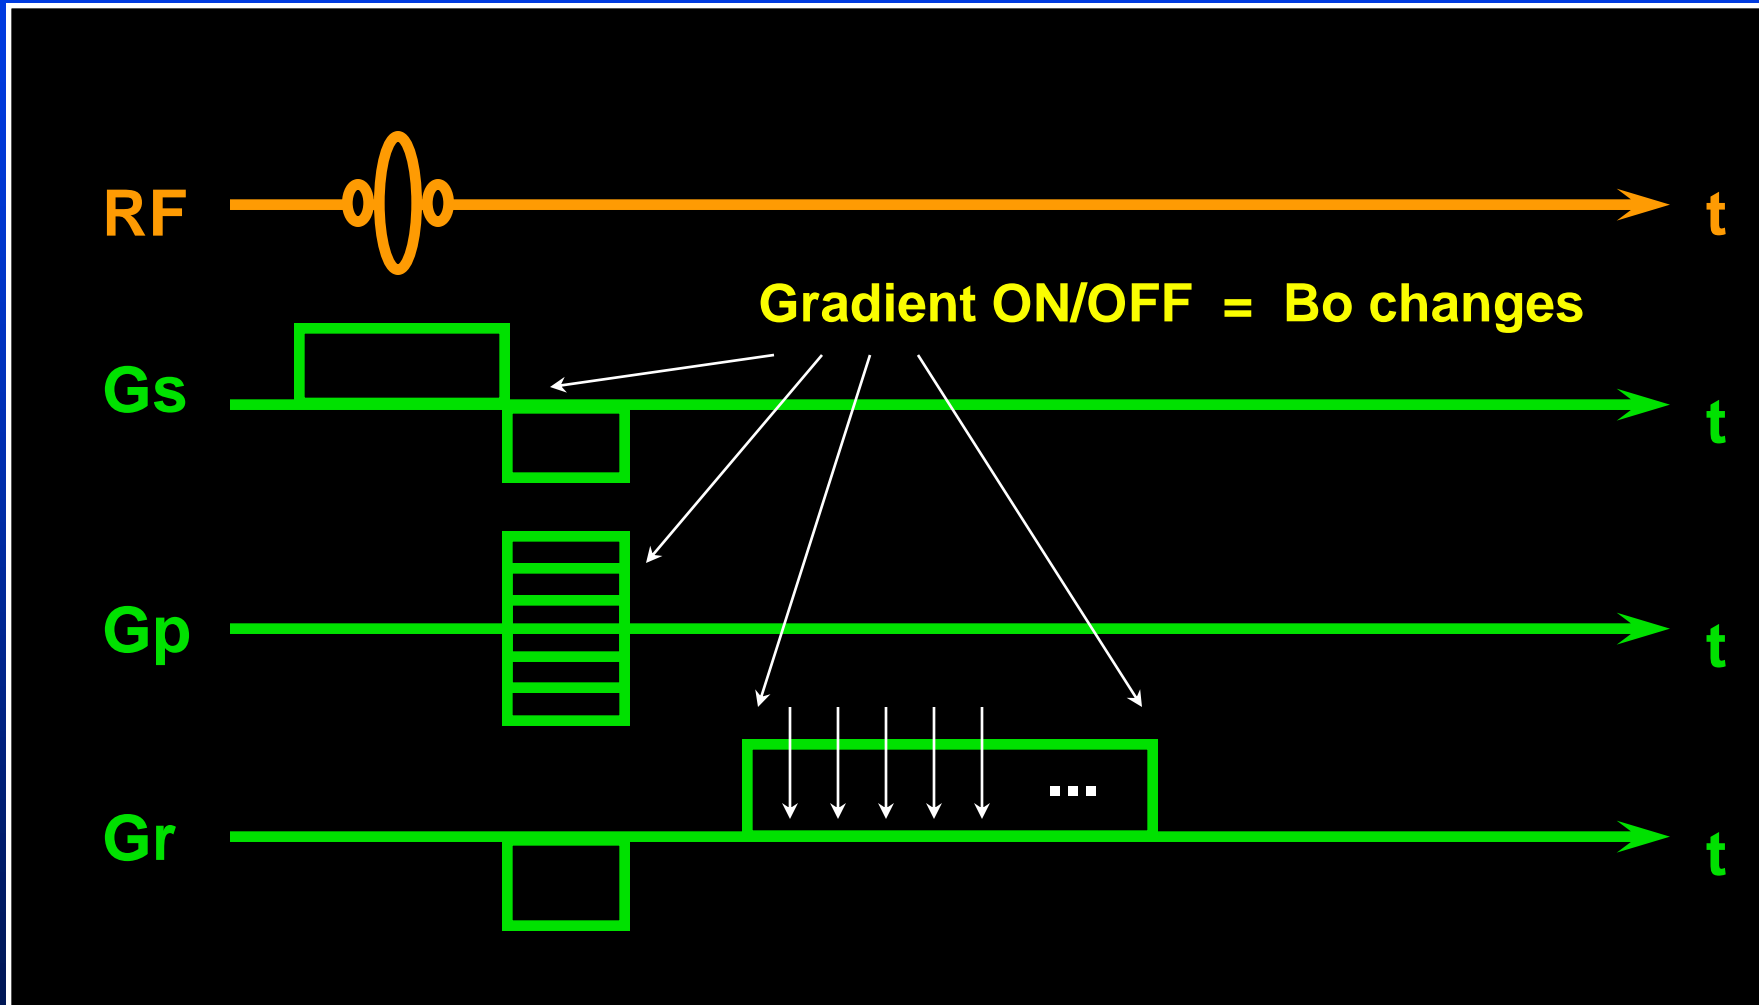 RF t
Gradient ON/OFF = Bo changes
Gs t
Gp t
...
Gr t